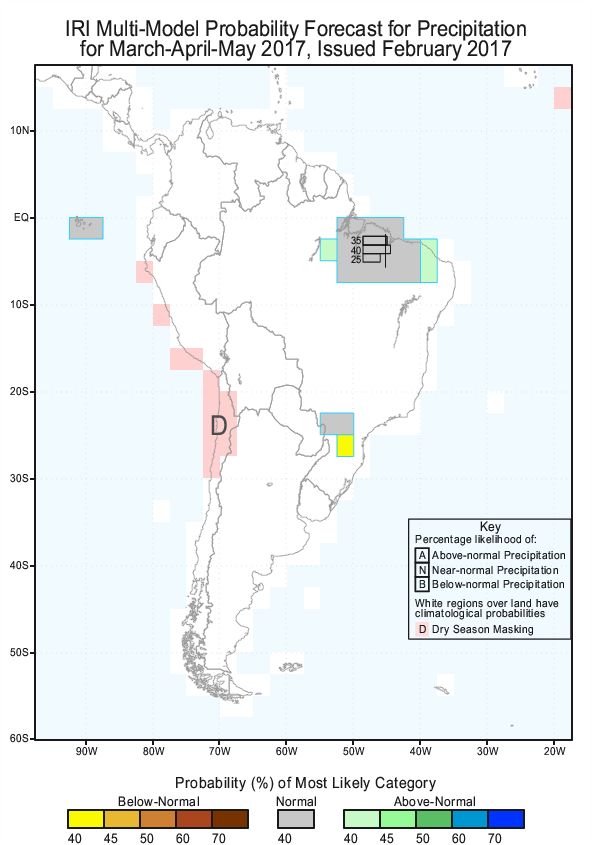 IRI Multi-Model Probability Forecast for Precipitation
for March-April-May 2017, Issued February 2017
10N
EQ
10S
20S
30S
40S
50S
60S
35
40
25
D
Key
Percentage likelihood of:
A Above-normal Precipitation
N Near-normal Precipitation
B Below-normal Precipitation
White regions over land have
climatological probabilities
D Dry Season Masking
90W 80W 70W 60W 50W 40W 30W 20W
Probability (%) of Most Likely Category
Below-Normal Normal Above-Normal
40 45 50 60 70 40 40 45 50 60 70